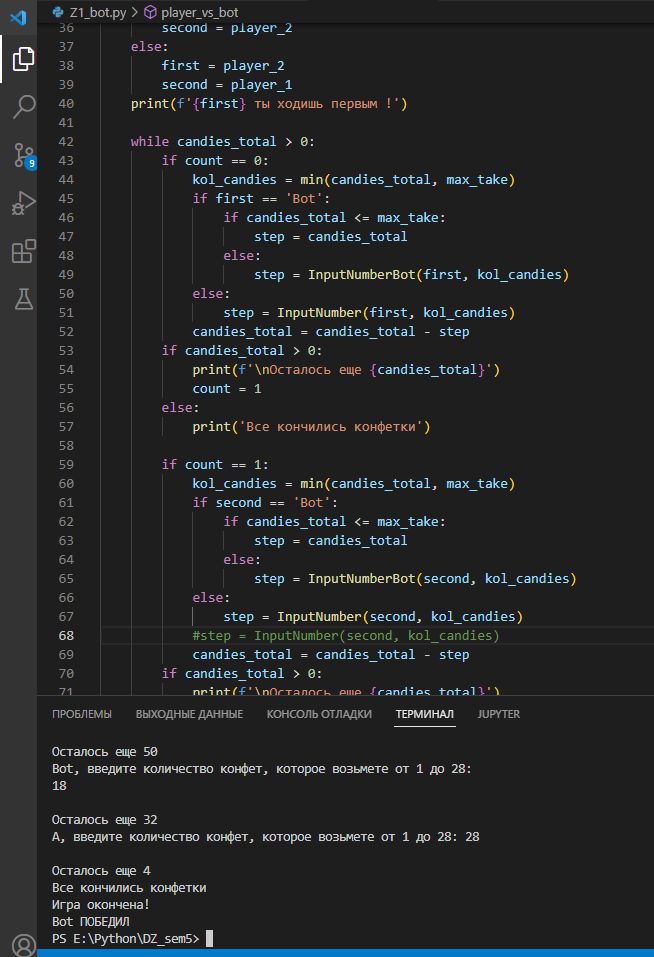 Z1_bot.py > player_vs_bot
36 second = player_2
37 else:
38 first = player_2
39 second = player_1
40 print(f'{first} ты ходишь первым !')
41
42 while candies_total > 0:
43 if count == 0:
44 kol_candies = min(candies_total, max_take)
45 if first == 'Bot':
46 if candies_total <= max_take:
47 step = candies_total
48 else:
49 step = InputNumberBot(first, kol_candies)
50 else:
51 step = InputNumber(first, kol_candies)
52 candies_total = candies_total - step
53 if candies_total > 0:
54 print(f'\nОсталось еще {candies_total}')
55 count = 1
56 else:
57 print('Все кончились конфетки')
58
59 if count == 1:
60 kol_candies = min(candies_total, max_take)
61 if second == 'Bot':
62 if candies_total <= max_take:
63 step = candies_total
64 else:
65 step = InputNumberBot(second, kol_candies)
66 else:
67 step = InputNumber(second, kol_candies)
68 #step = InputNumber(second, kol_candies)
69 candies_total = candies_total - step
70 if candies_total > 0:
71 print(f'\nОсталось еще {candies_total}')
9
ПРОБЛЕМЫ ВЫХОДНЫЕ ДАННЫЕ КОНСОЛЬ ОТЛАДКИ ТЕРМИНАЛ JUPYTER
Осталось еще 50
Bot, введите количество конфет, которое возьмете от 1 до 28:
18
Осталось еще 32
A, введите количество конфет, которое возьмете от 1 до 28: 28
Осталось еще 4
Все кончились конфетки
Игра окончена!
Bot ПОБЕДИЛ
PS E:\Python\DZ_sem5>